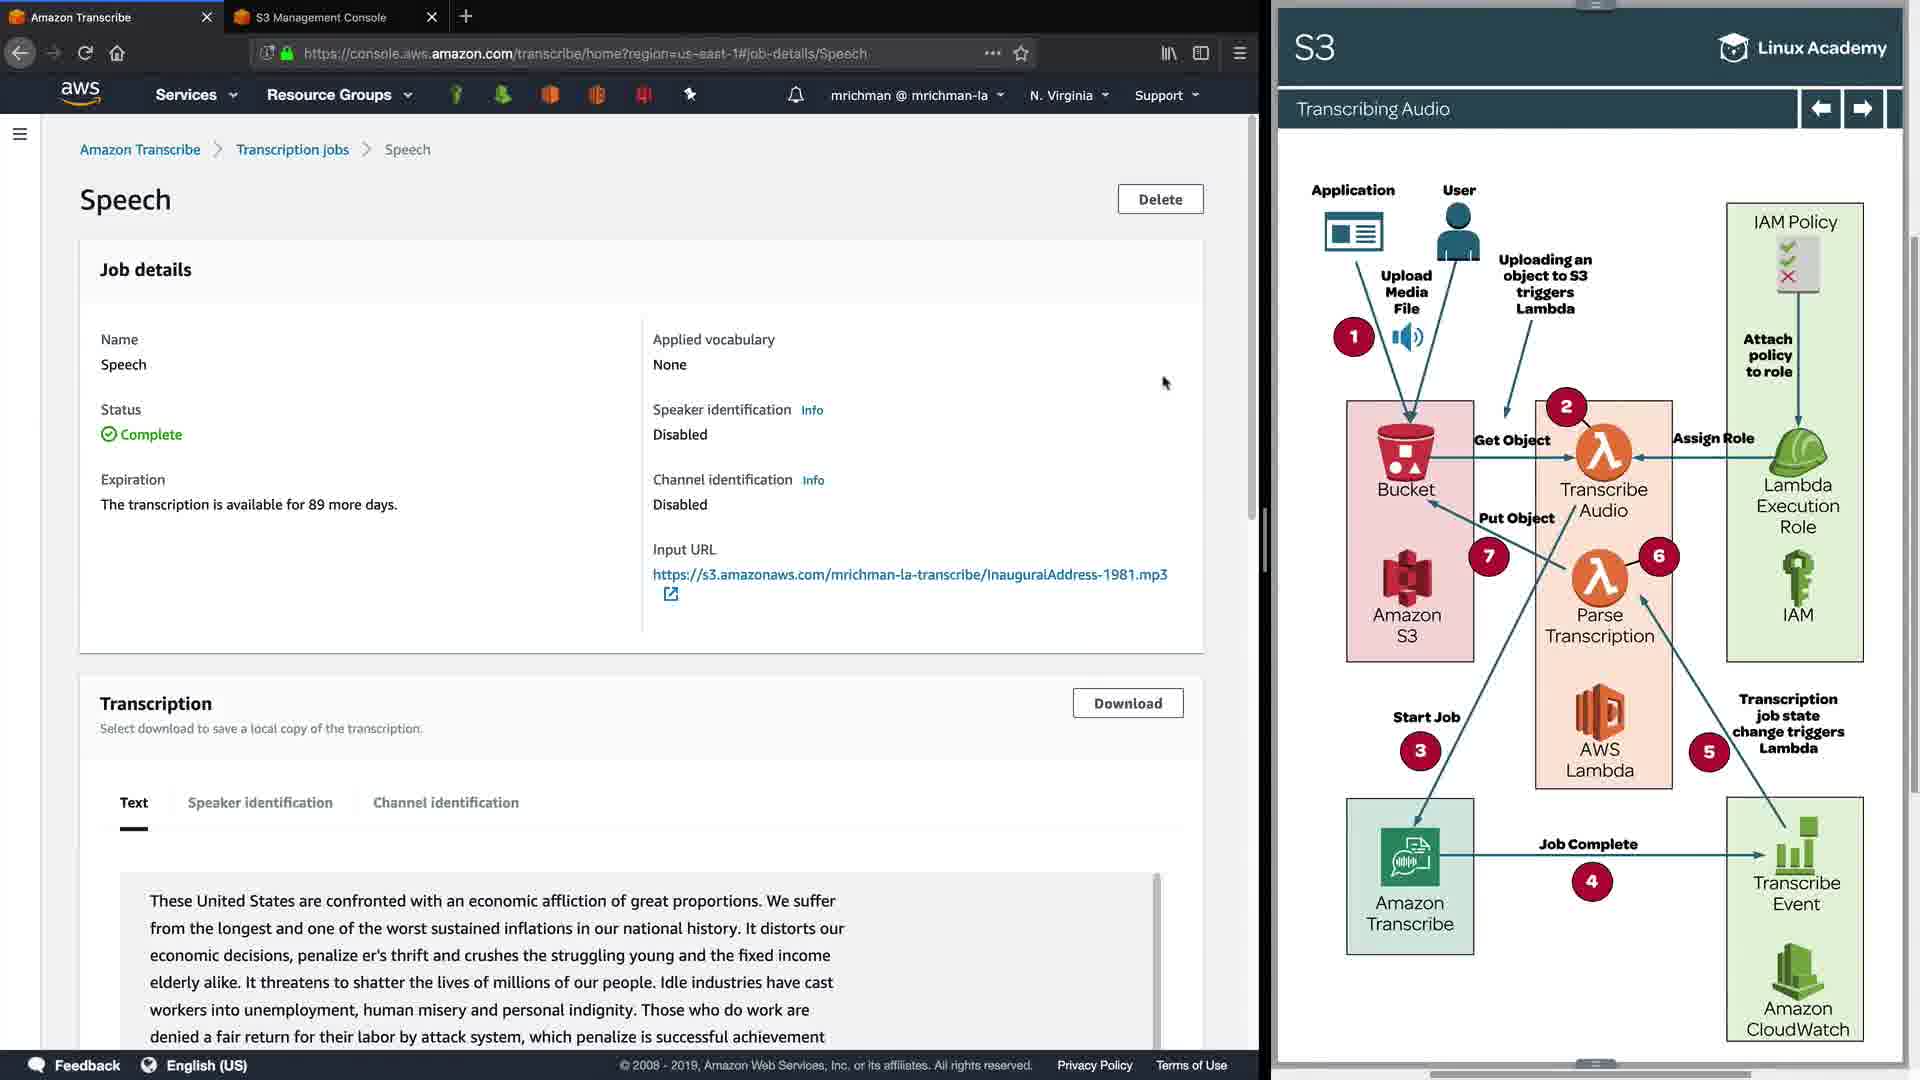 Amazon Transcribe
S3 Management Console
https://console.aws.amazon.com/transcribe/home?region=us-east-1#job-details/Speech
aws
Services
Resource Groups
mrichman @ mrichman-la
N. Virginia
Support
Amazon Transcribe
Transcription jobs
Speech
Speech
Delete
Job details
Name
Speech
Status
Complete
Expiration
The transcription is available for 89 more days.
Applied vocabulary
None
Speaker identification Info
Disabled
Channel identification Info
Disabled
Input URL
https://s3.amazonaws.com/mrichman-la-transcribe/InauguralAddress-1981.mp3
Transcription
Select download to save a local copy of the transcription.
Download
Text
Speaker identification
Channel identification
These United States are confronted with an economic affliction of great proportions. We suffer
from the longest and one of the worst sustained inflations in our national history. It distorts our
economic decisions, penalize er's thrift and crushes the struggling young and the fixed income
elderly alike. It threatens to shatter the lives of millions of our people. Idle industries have cast
workers into unemployment, human misery and personal indignity. Those who do work are
denied a fair return for their labor by attack system, which penalize is successful achievement
Feedback
English (US)
© 2008 - 2019, Amazon Web Services, Inc. or its affiliates. All rights reserved.
Privacy Policy
Terms of Use
S3
Linux Academy
Transcribing Audio
Application
User
Upload
Media
File
1
Uploading an
object to S3
triggers
Lambda
IAM Policy
Attach
policy
to role
2
Get Object
Assign Role
Bucket
Transcribe
Audio
Lambda
Execution
Role
Put Object
7
6
Amazon
S3
Parse
Transcription
IAM
Start Job
3
AWS
Lambda
Transcription
job state
change triggers
Lambda
5
Job Complete
4
Amazon
Transcribe
Transcribe
Event
Amazon
CloudWatch